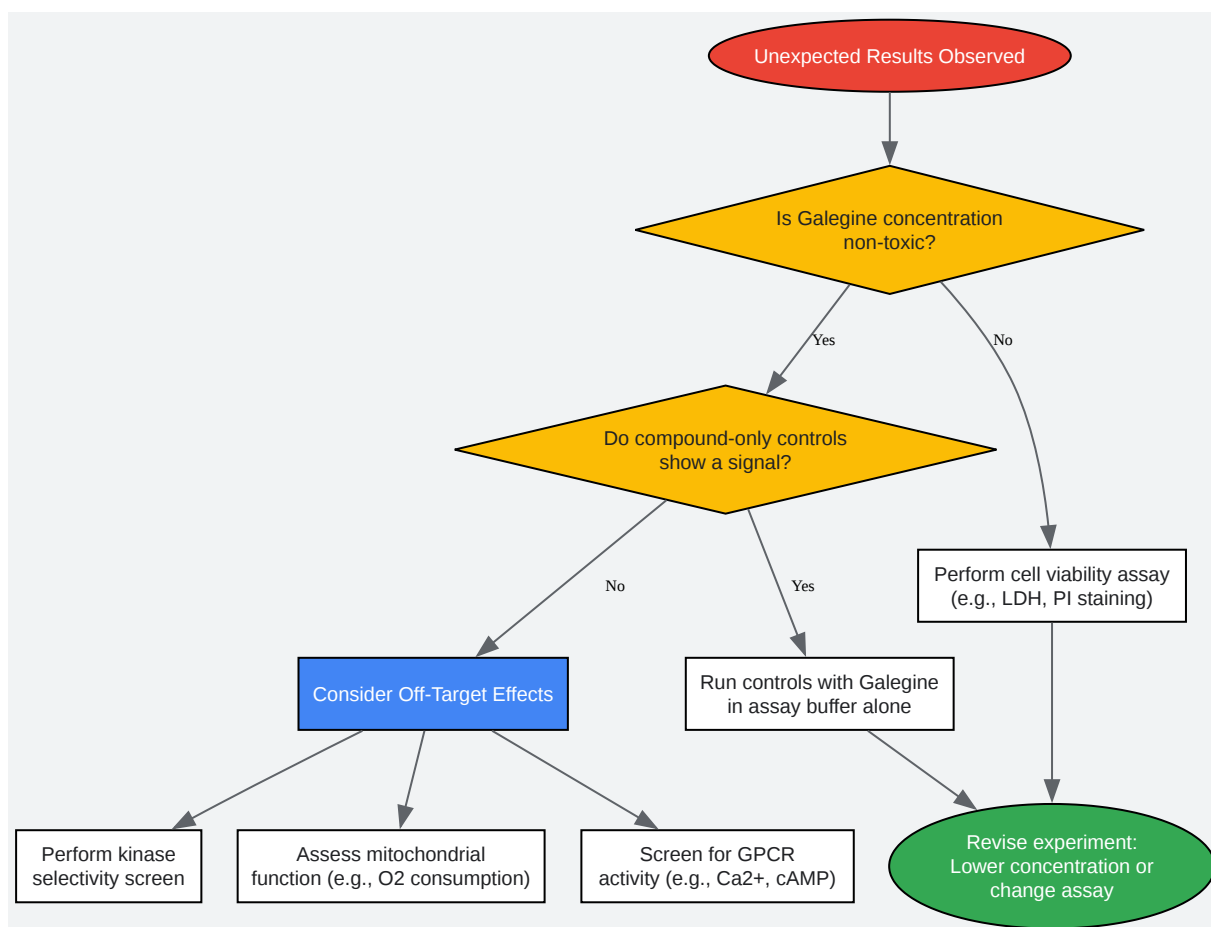 Unexpected Results Observed
Is Galegine concentration
non-toxic?
Yes
No
Do compound-only controls
show a signal?
No
Yes
Perform cell viability assay
(e.g., LDH, PI staining)
Consider Off-Target Effects
Run controls with Galegine
in assay buffer alone
Perform kinase
selectivity screen
Assess mitochondrial
function (e.g., O2 consumption)
Screen for GPCR
activity (e.g., Ca2+, cAMP)
Revise experiment:
Lower concentration or
change assay